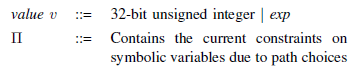 value v ::= 32-bit unsigned integer | exp
Π ::= Contains the current constraints on
symbolic variables due to path choices